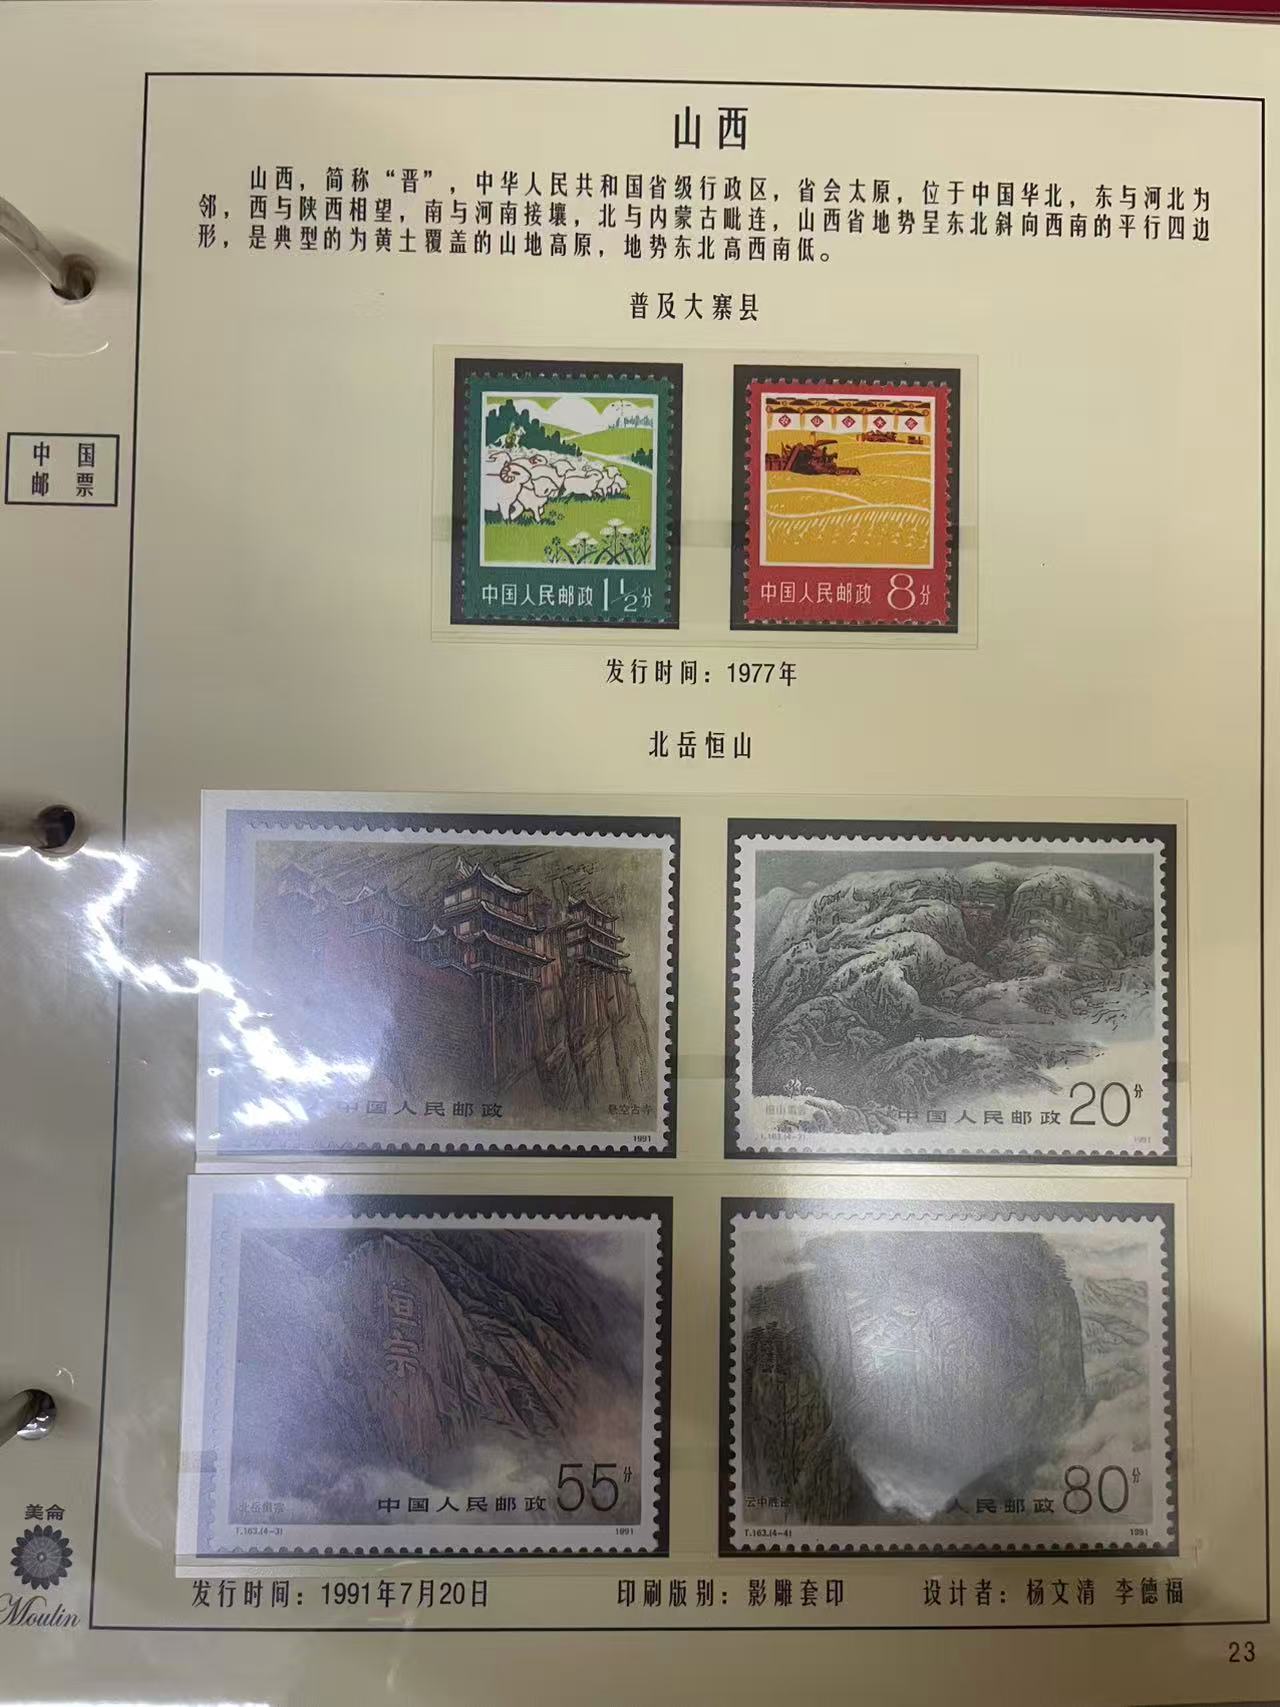 山西
山西，简称“晋”，中华人民共和国省级行政区，省会太原，位于中国华北，东与河北为
邻，西与陕西相望，南与河南接壤，北与内蒙古毗连，山西省地势呈东北斜向西南的平行四边
形，是典型的为黄土覆盖的山地高原，地势东北高西南低。
普及大寨县
中国
邮票
中国人民邮政 1 1/2 分
中国人民邮政 8 分
发行时间：1977年
北岳恒山
中国人民邮政
悬空古寺
1991
20分
中国人民邮政
T.163.(4-2)
1991
恒宗
55分
中国人民邮政
T.163.(4-3)
1991
80分
人民邮政
云中胜迹
T.163.(4-4)
1991
美侖
Moulin
发行时间：1991年7月20日 印刷版别：影雕套印 设计者：杨文清 李德福
23